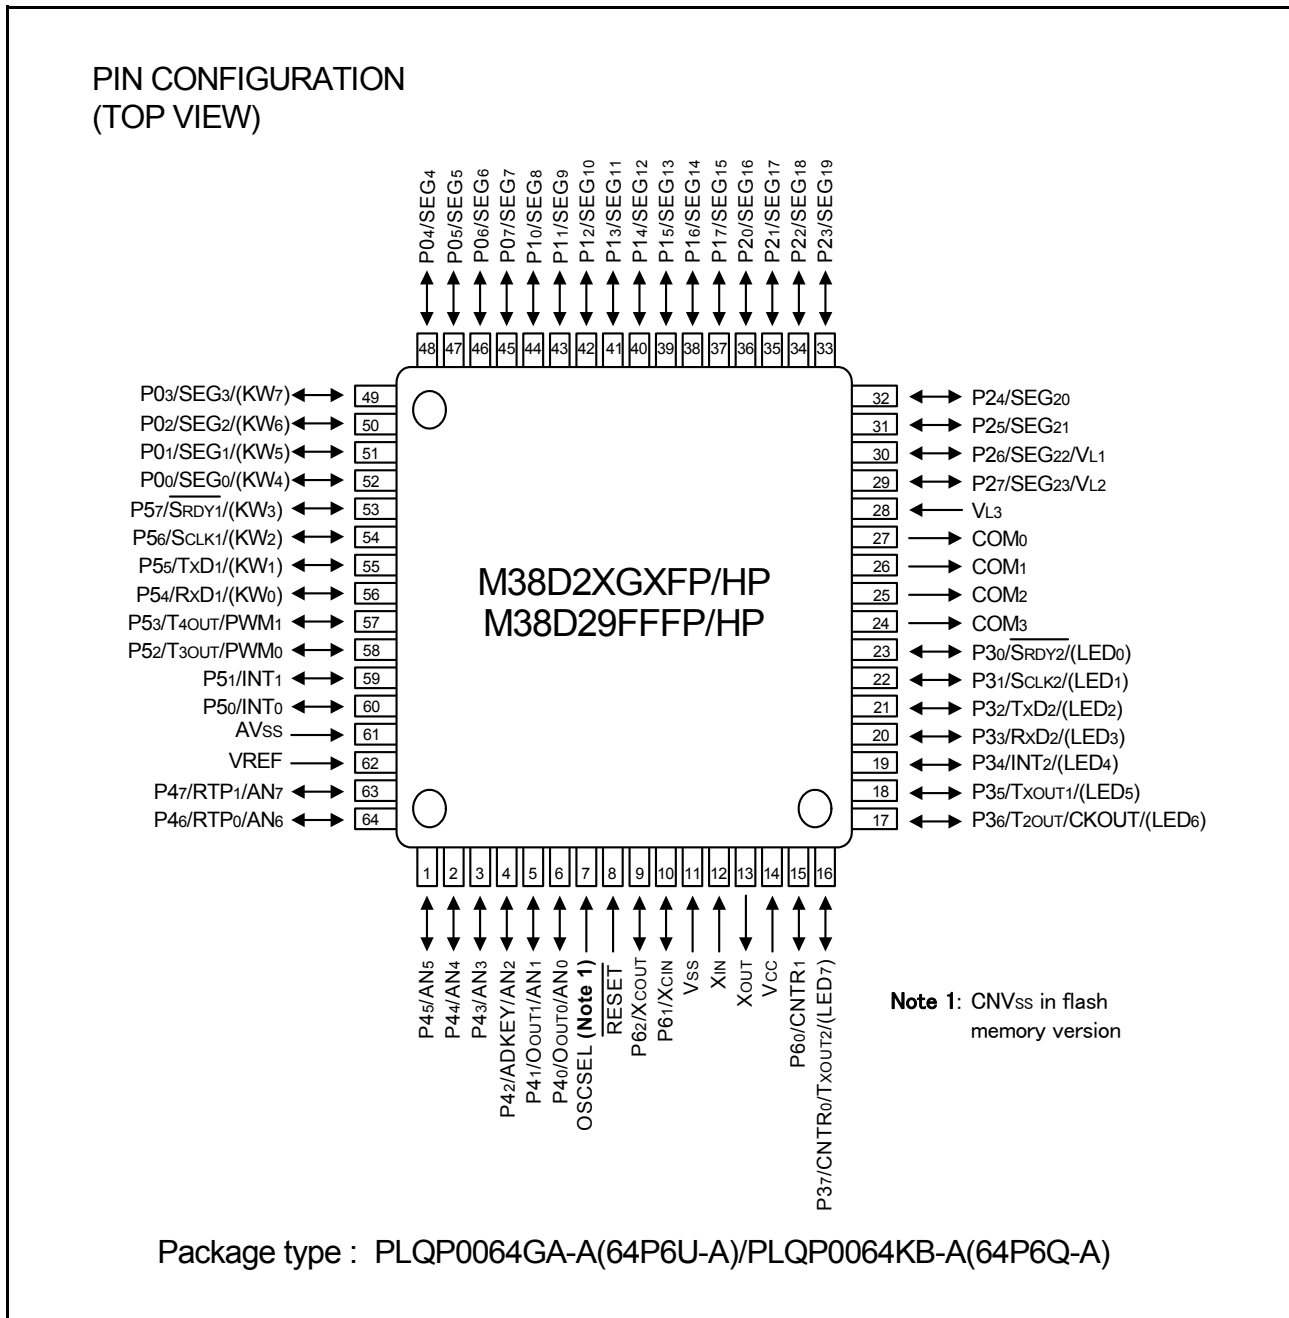 PIN CONFIGURATION
(TOP VIEW)
P04/SEG4
P05/SEG5
P06/SEG6
P07/SEG7
P10/SEG8
P11/SEG9
P12/SEG10
P13/SEG11
P14/SEG12
P15/SEG13
P16/SEG14
P17/SEG15
P20/SEG16
P21/SEG17
P22/SEG18
P23/SEG19
48 47 46 45 44 43 42 41 40 39 38 37 36 35 34 33
P03/SEG3/(KW7) 49
P02/SEG2/(KW6) 50
P01/SEG1/(KW5) 51
P00/SEG0/(KW4) 52
P57/SRDY1/(KW3) 53
P56/SCLK1/(KW2) 54
P55/TxD1/(KW1) 55
P54/RxD1/(KW0) 56
P53/T4OUT/PWM1 57
P52/T3OUT/PWM0 58
P51/INT1 59
P50/INT0 60
AVSS 61
VREF 62
P47/RTP1/AN7 63
P46/RTP0/AN6 64
M38D2XGXFP/HP
M38D29FFFP/HP
32 P24/SEG20
31 P25/SEG21
30 P26/SEG22/VL1
29 P27/SEG23/VL2
28 VL3
27 COM0
26 COM1
25 COM2
24 COM3
23 P30/SRDY2/(LED0)
22 P31/SCLK2/(LED1)
21 P32/TxD2/(LED2)
20 P33/RxD2/(LED3)
19 P34/INT2/(LED4)
18 P35/TXOUT1/(LED5)
17 P36/T2OUT/CKOUT/(LED6)
1 2 3 4 5 6 7 8 9 10 11 12 13 14 15 16
P45/AN5
P44/AN4
P43/AN3
P42/ADKEY/AN2
P41/OOUT1/AN1
P40/OOUT0/AN0
OSCSEL (Note 1)
RESET
P62/XCOUT
P61/XCIN
VSS
XIN
XOUT
VCC
P60/CNTR1
P37/CNTR0/TXOUT2/(LED7)
Note 1: CNVSS in flash
memory version
Package type : PLQP0064GA-A(64P6U-A)/PLQP0064KB-A(64P6Q-A)